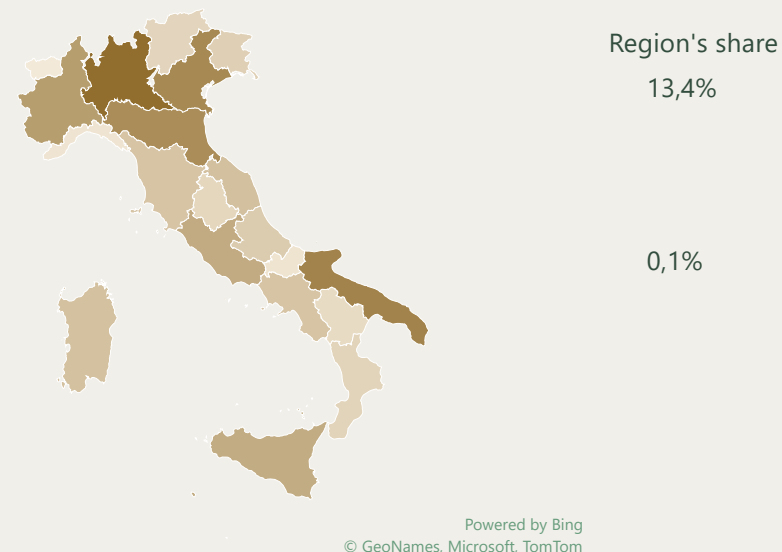 Region's share
13,4%
0,1%
Powered by Bing
© GeoNames, Microsoft, TomTom